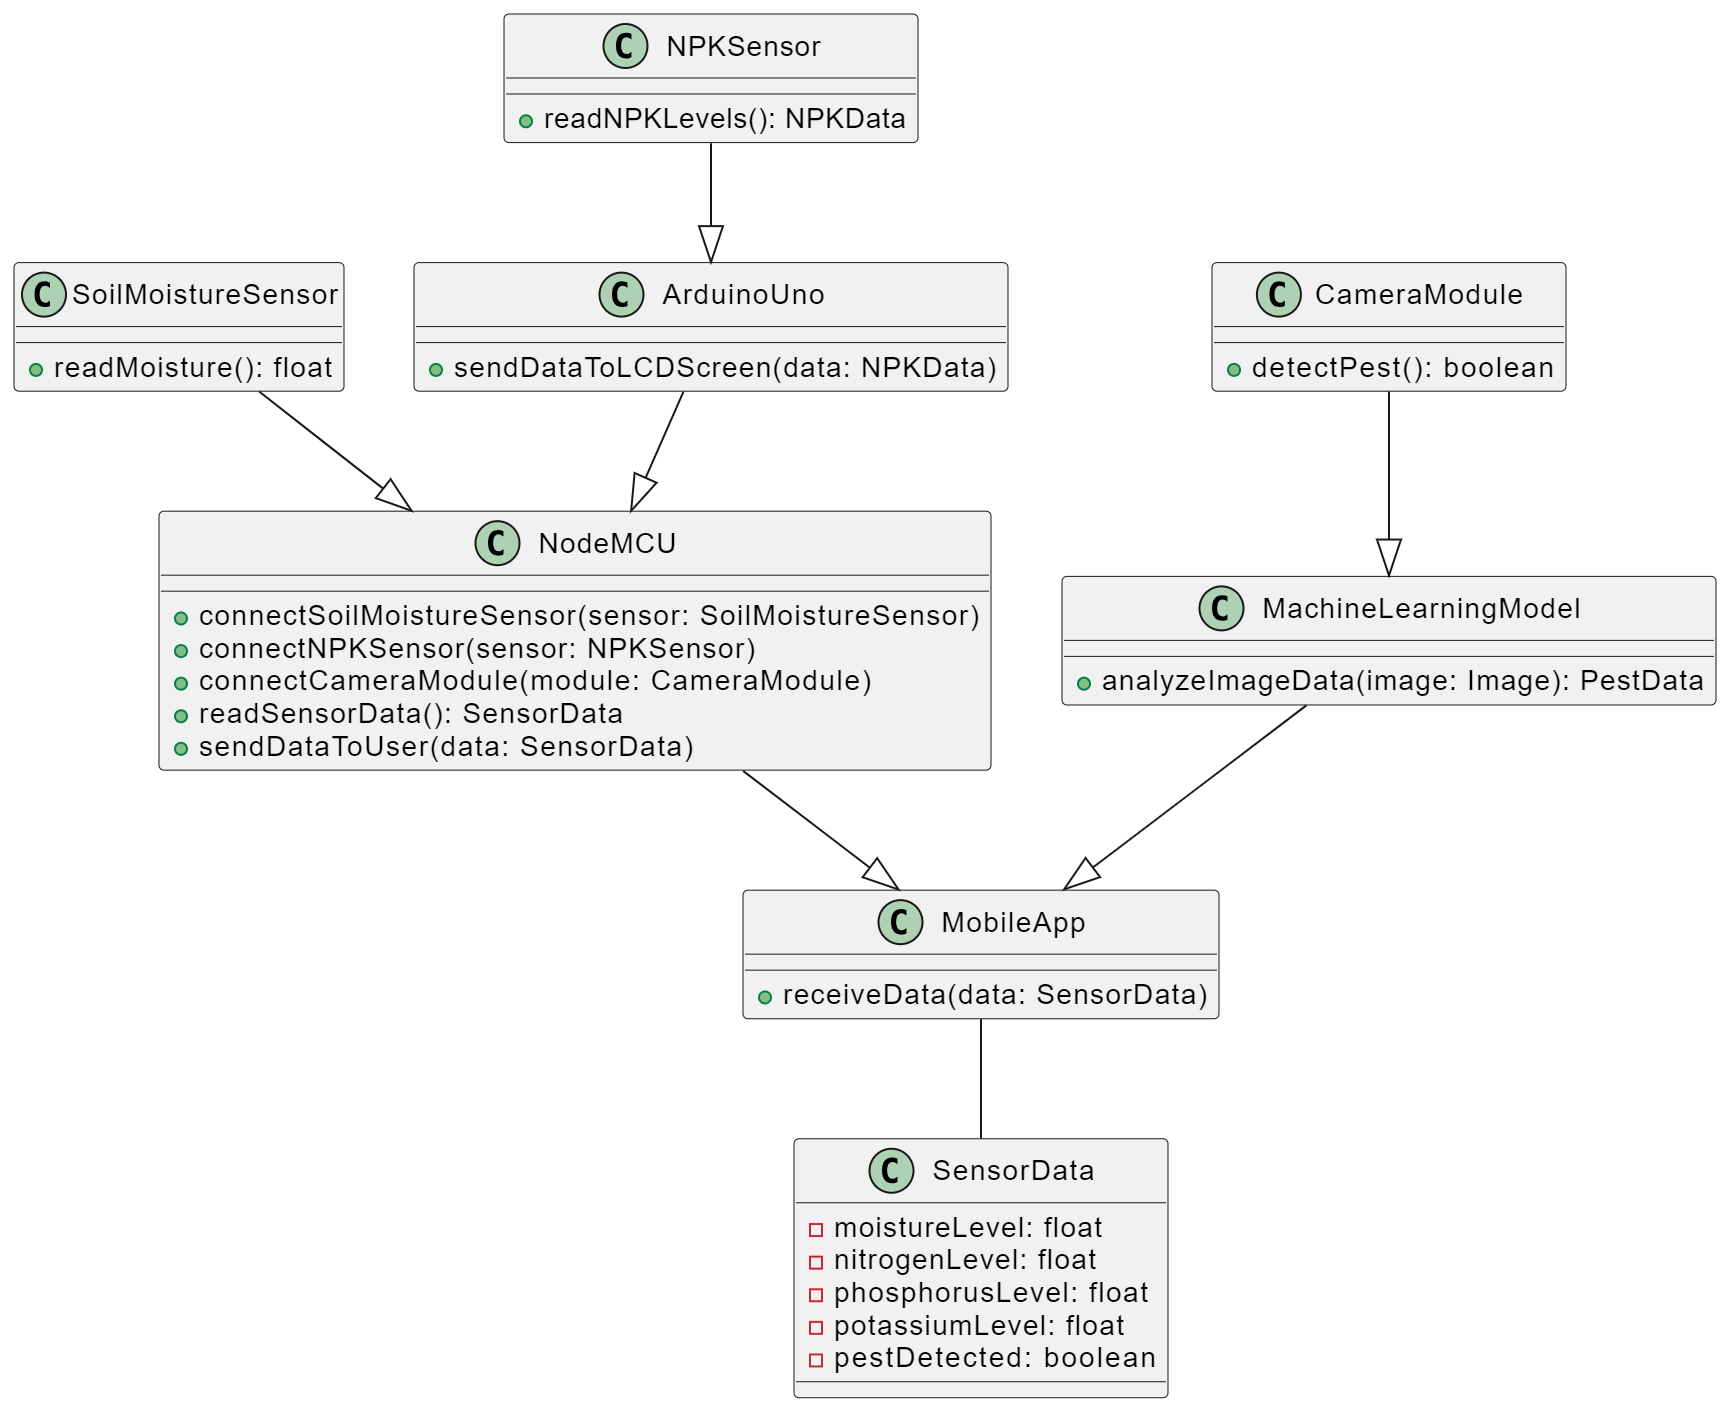 C NPKSensor
readNPKLevels(): NPKData
C SoilMoistureSensor
readMoisture(): float
C ArduinoUno
sendDataToLCDScreen(data: NPKData)
C CameraModule
detectPest(): boolean
C NodeMCU
connectSoilMoistureSensor(sensor: SoilMoistureSensor)
connectNPKSensor(sensor: NPKSensor)
connectCameraModule(module: CameraModule)
readSensorData(): SensorData
sendDataToUser(data: SensorData)
C MachineLearningModel
analyzeImageData(image: Image): PestData
C MobileApp
receiveData(data: SensorData)
C SensorData
moistureLevel: float
nitrogenLevel: float
phosphorusLevel: float
potassiumLevel: float
pestDetected: boolean